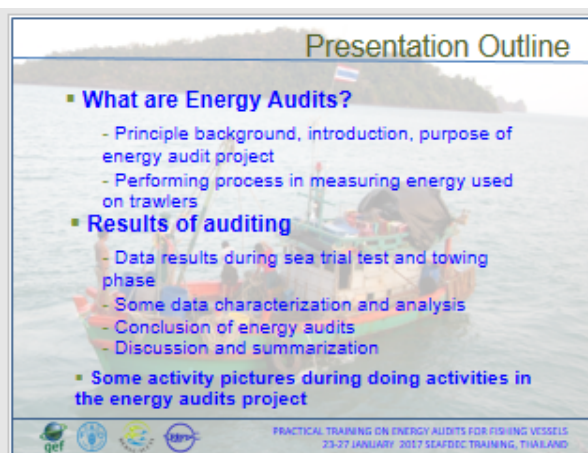 Presentation Outline
▪ What are Energy Audits?
- Principle background, introduction, purpose of
energy audit project
- Performing process in measuring energy used
on trawlers
▪ Results of auditing
- Data results during sea trial test and towing
phase
- Some data characterization and analysis
- Conclusion of energy audits
- Discussion and summarization
▪ Some activity pictures during doing activities in
the energy audits project
gef
PRACTICAL TRAINING ON ENERGY AUDITS FOR FISHING VESSELS
23-27 JANUARY 2017 SEAFDEC TRAINING, THAILAND